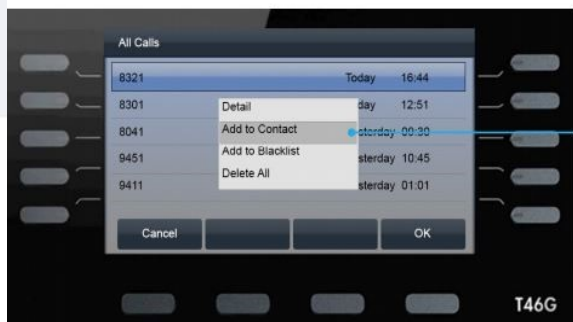 All Calls
8321 Today 16:44
8301 day 12:51
Detail
Add to Contact
8041 sterday 00:30
Add to Blacklist
9451 sterday 10:45
Delete All
9411 sterday 01:01
Cancel OK
T46G